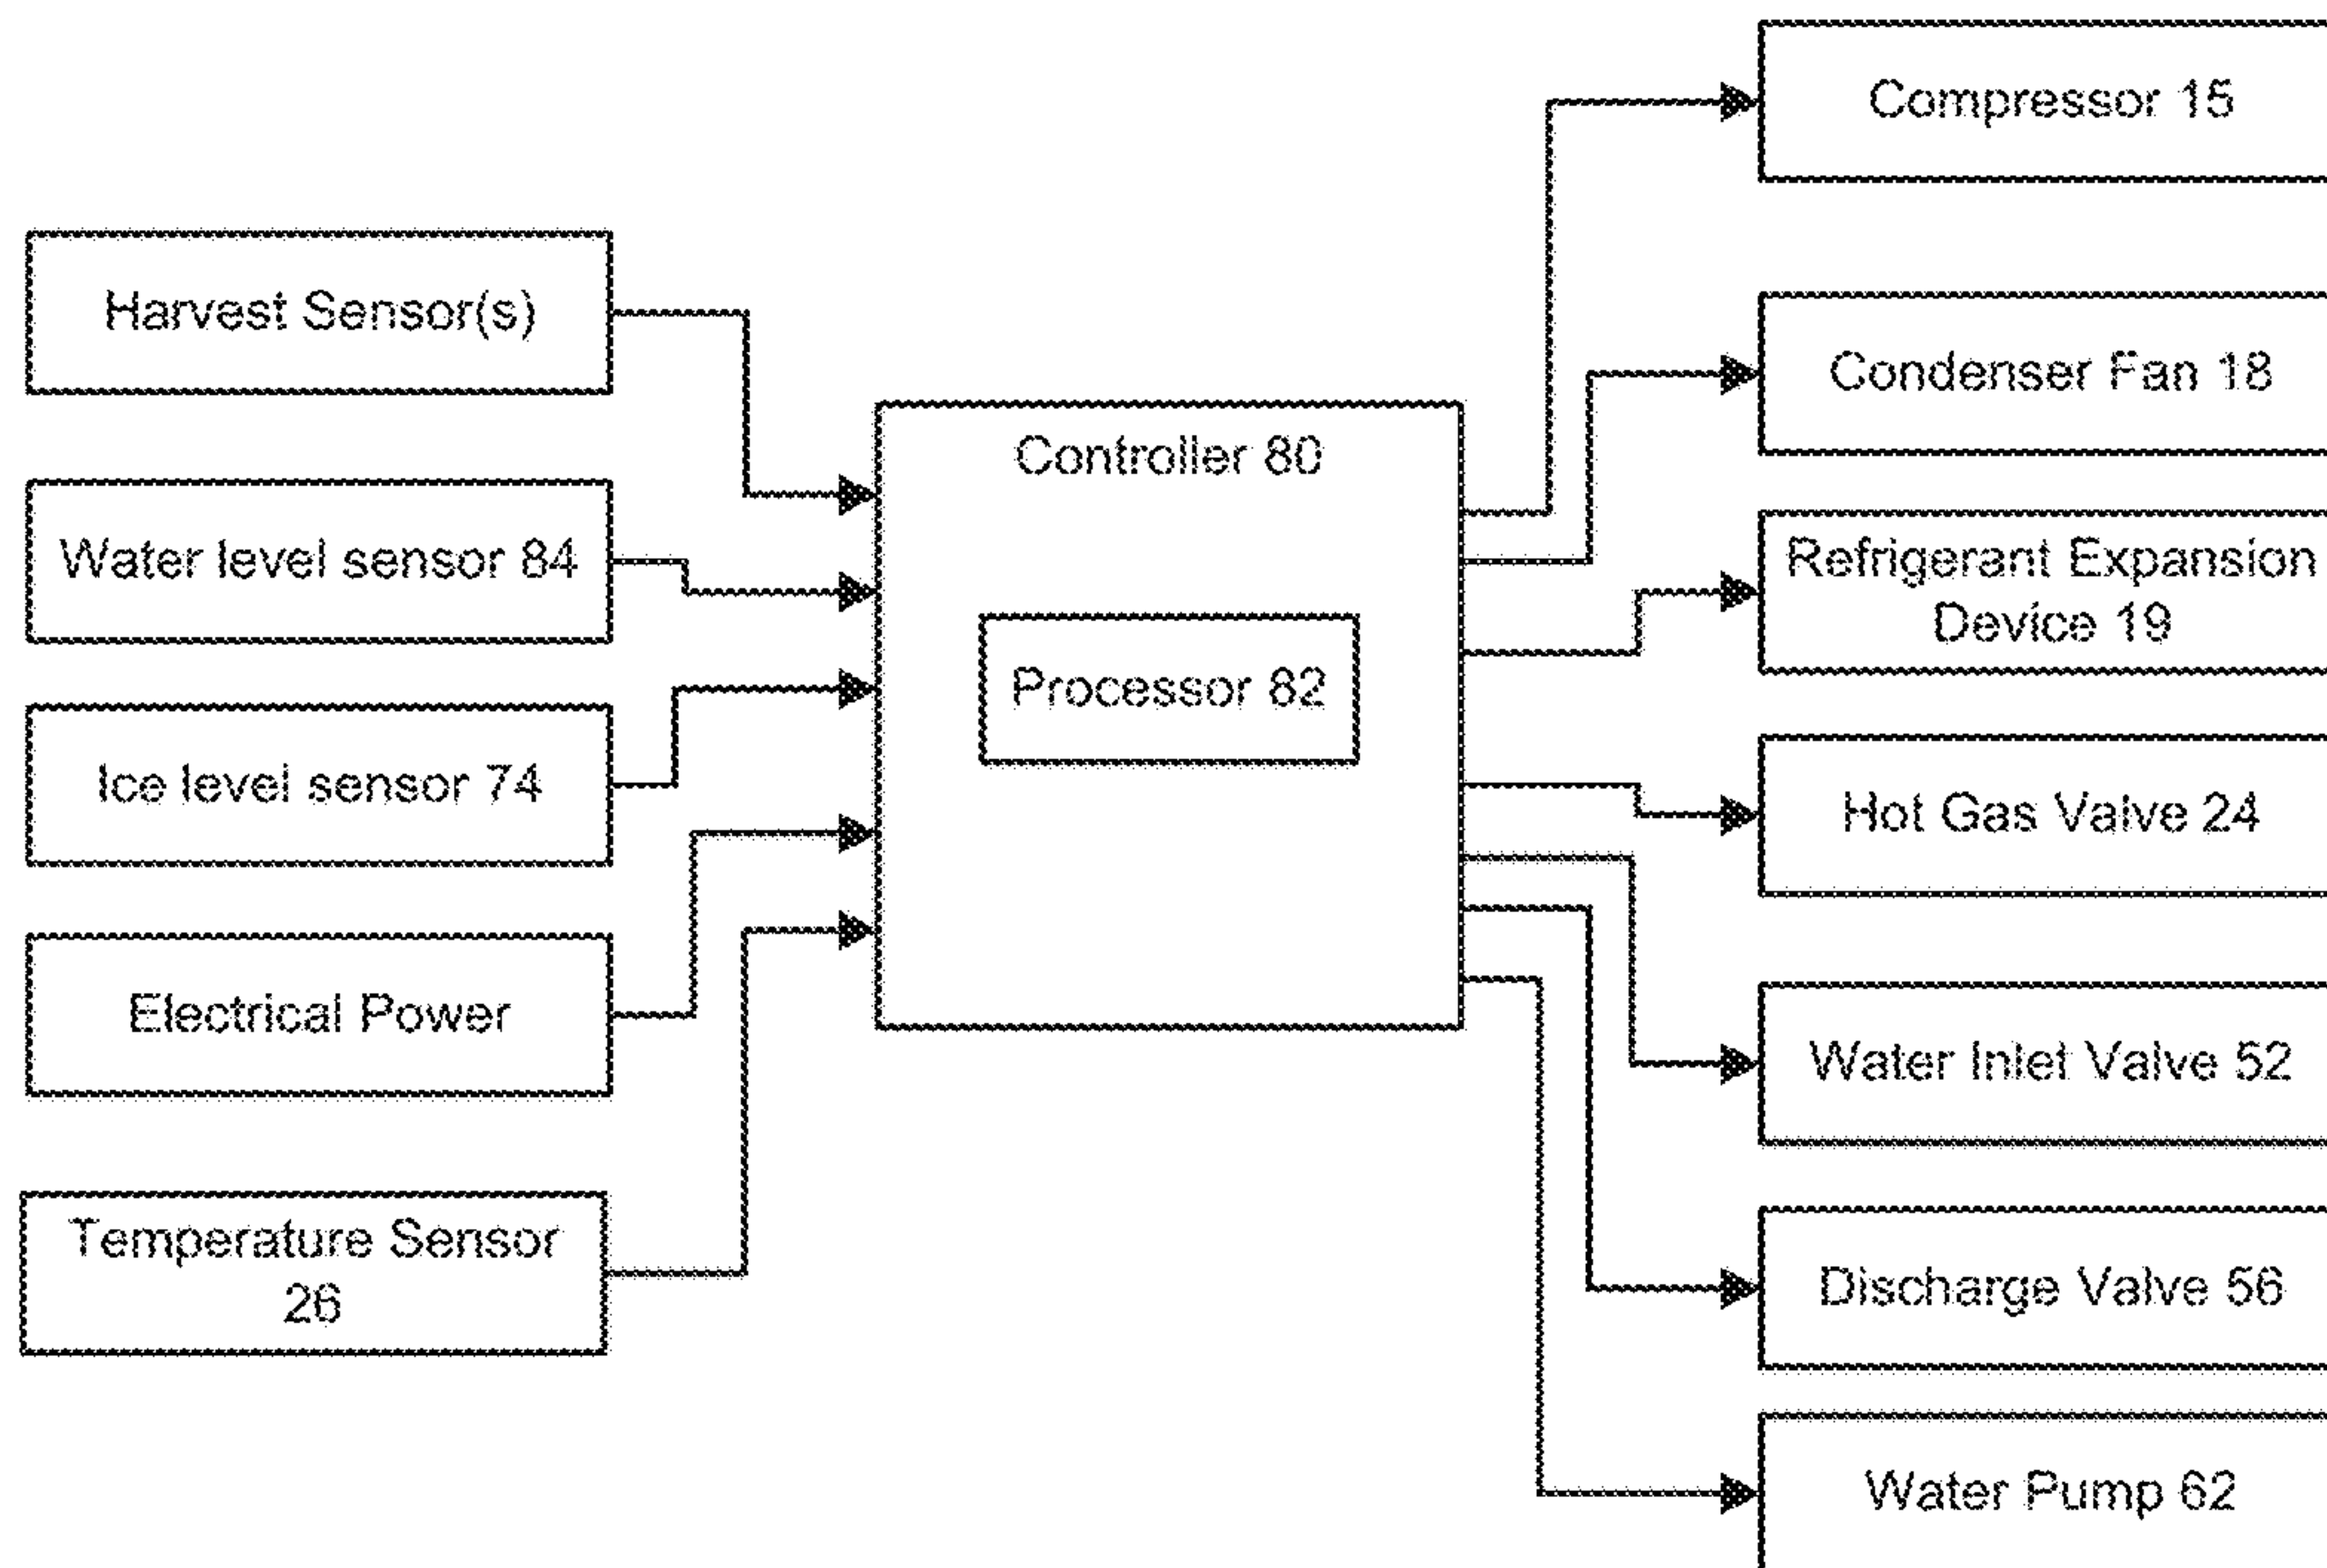 Compressor 15
Harvest Sensor(s)
Condenser Fan 18
Controller 80
Water level sensor 84
Refrigerant Expansion
Device 19
Processor 82
Ice level sensor 74
Hot Gas Valve 24
Electrical Power
Water Inlet Valve 52
Temperature Sensor
26
Discharge Valve 56
Water Pump 62